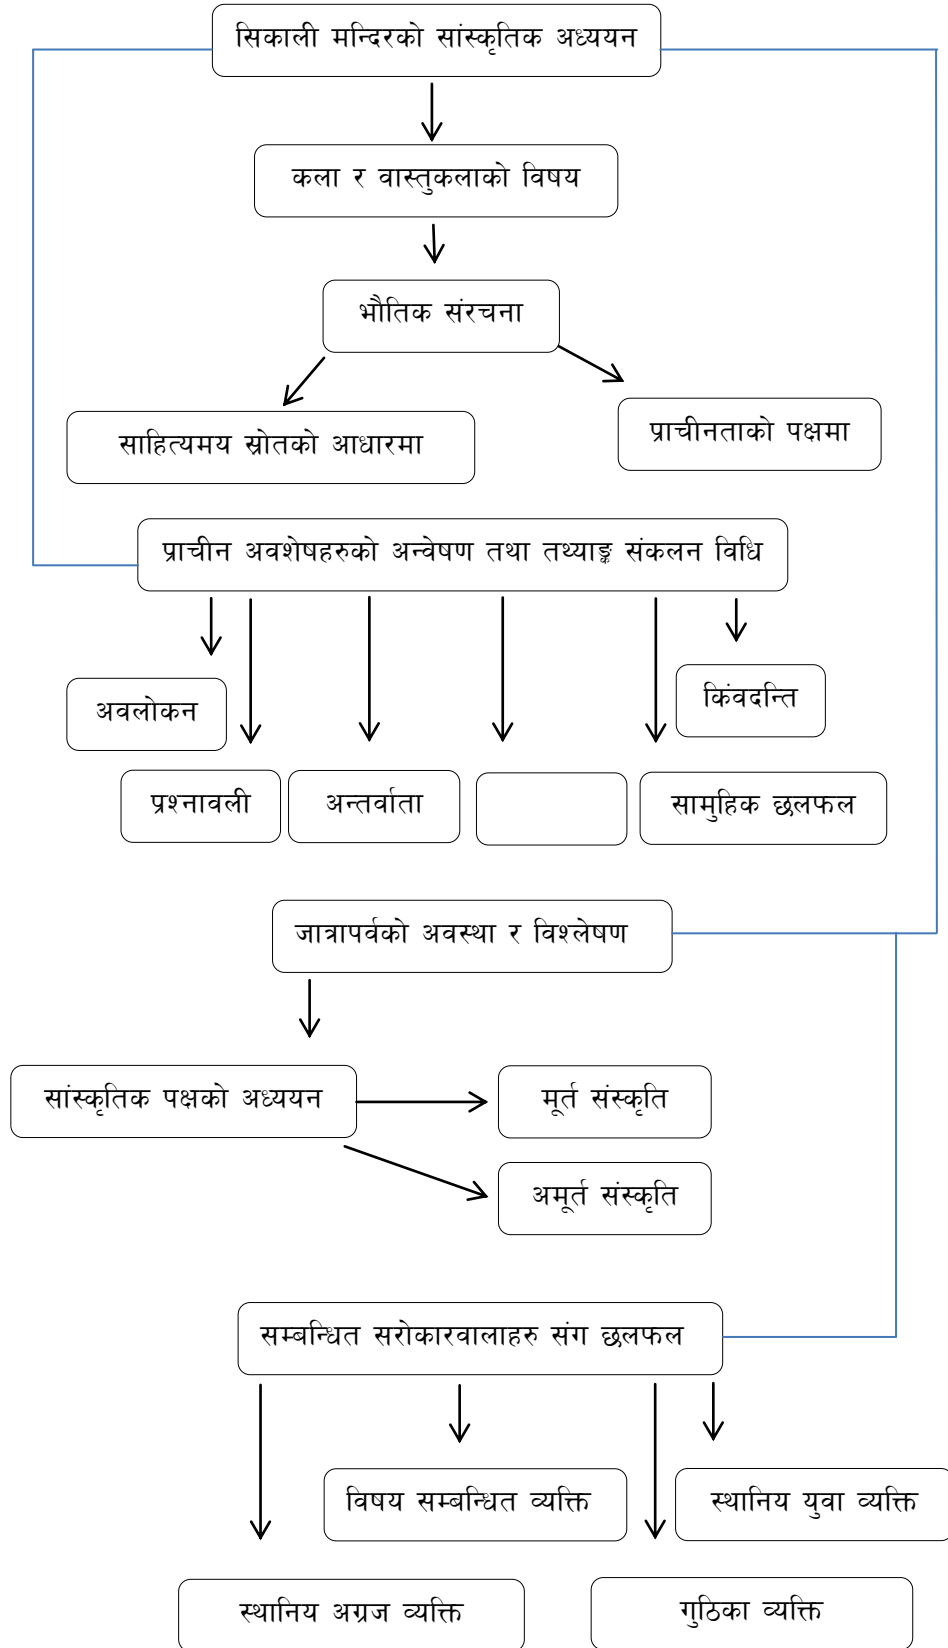 सिकाली मन्दिरको सांस्कृतिक अध्ययन
कला र वास्तुकलाको विषय
भौतिक संरचना
साहित्यमय स्रोतको आधारमा
प्राचीनताको पक्षमा
प्राचीन अवशेषहरुको अन्वेषण तथा तथ्याङ्क संकलन विधि
अवलोकन
किंवदन्ति
प्रश्नावली
अन्तर्वाता
सामुहिक छलफल
जात्रापर्वको अवस्था र विश्लेषण
सांस्कृतिक पक्षको अध्ययन
मूर्त संस्कृति
अमूर्त संस्कृति
सम्बन्धित सरोकारवालाहरु संग छलफल
विषय सम्बन्धित व्यक्ति
स्थानिय युवा व्यक्ति
स्थानिय अग्रज व्यक्ति
गुठिका व्यक्ति